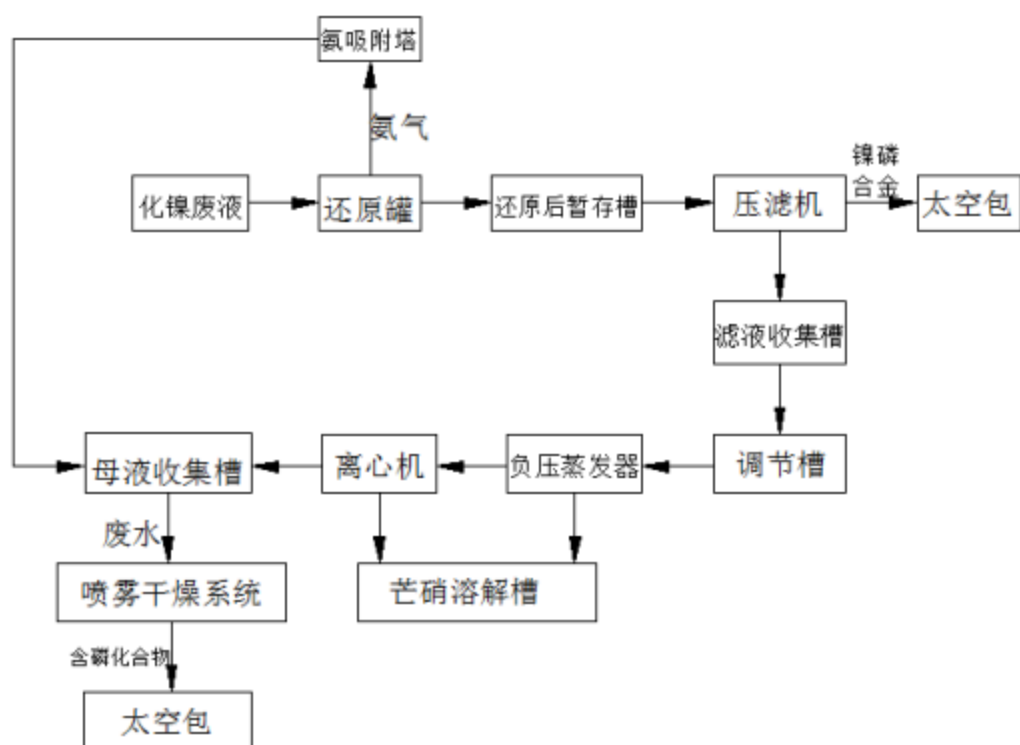 氨吸附塔
氨气
化镍废液
还原罐
还原后暂存槽
压滤机
镍磷
合金
太空包
滤液收集槽
母液收集槽
离心机
负压蒸发器
调节槽
废水
喷雾干燥系统
芒硝溶解槽
含磷化合物
太空包